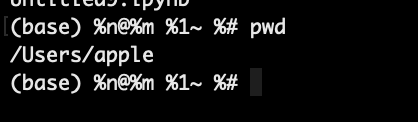 (base) %n@%m %1~ %# pwd
/Users/apple
(base) %n@%m %1~ %#